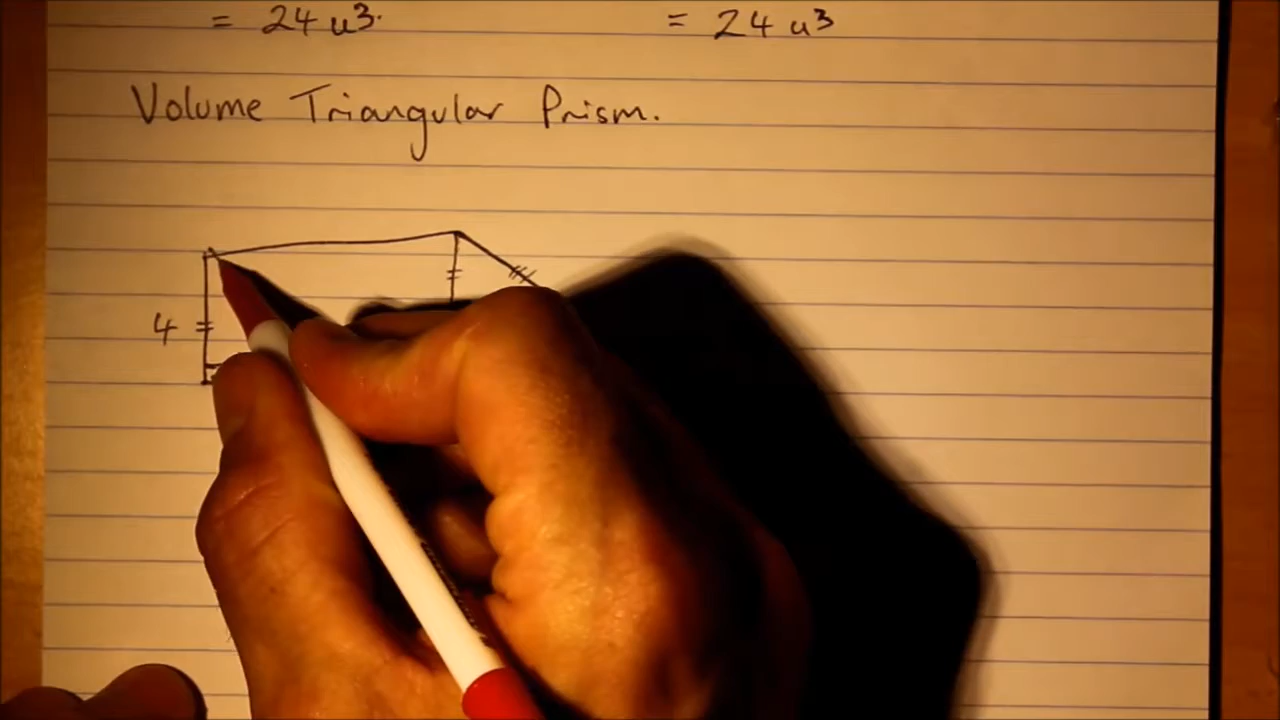 = 24 u³.
= 24 u³
Volume Triangular Prism.
4